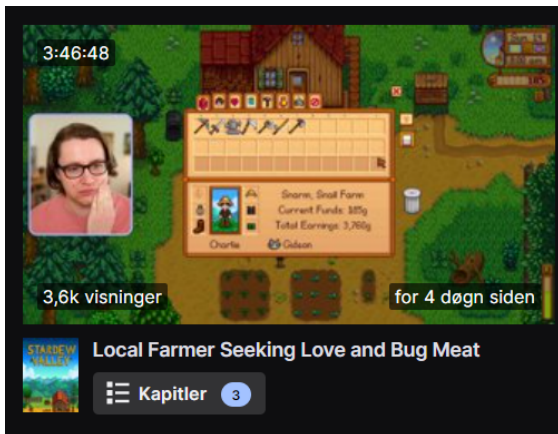 3:46:48
Snarm, Snail Farm
Current Funds: 185g
Total Earnings: 3,760g
Charlie
Gideon
3,6k visninger
for 4 døgn siden
STARDEW
VALLEY
Local Farmer Seeking Love and Bug Meat
Kapitler 3